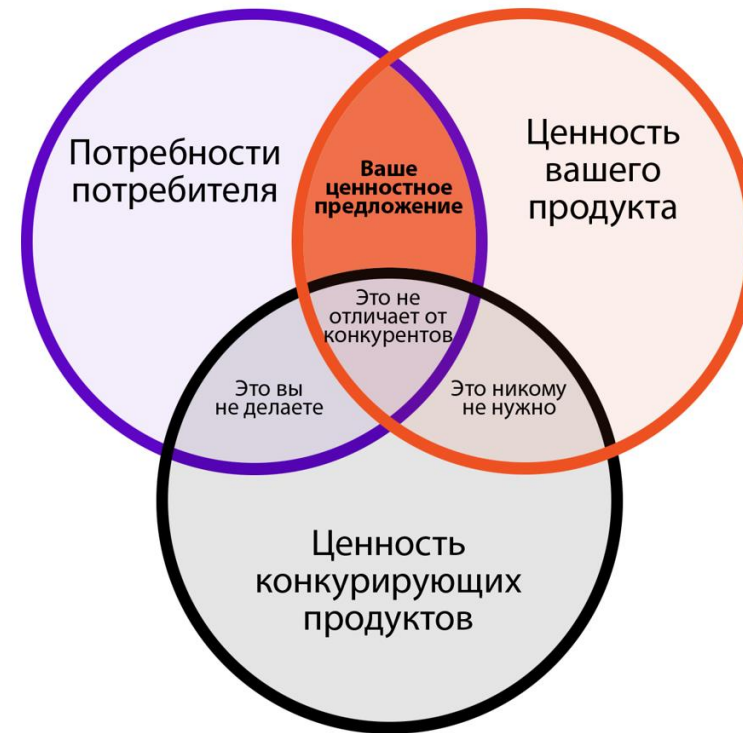 Потребности
потребителя
Ваше
ценностное
предложение
Ценность
вашего
продукта
Это не
отличает от
конкурентов
Это вы
не делаете
Это никому
не нужно
Ценность
конкурирующих
продуктов